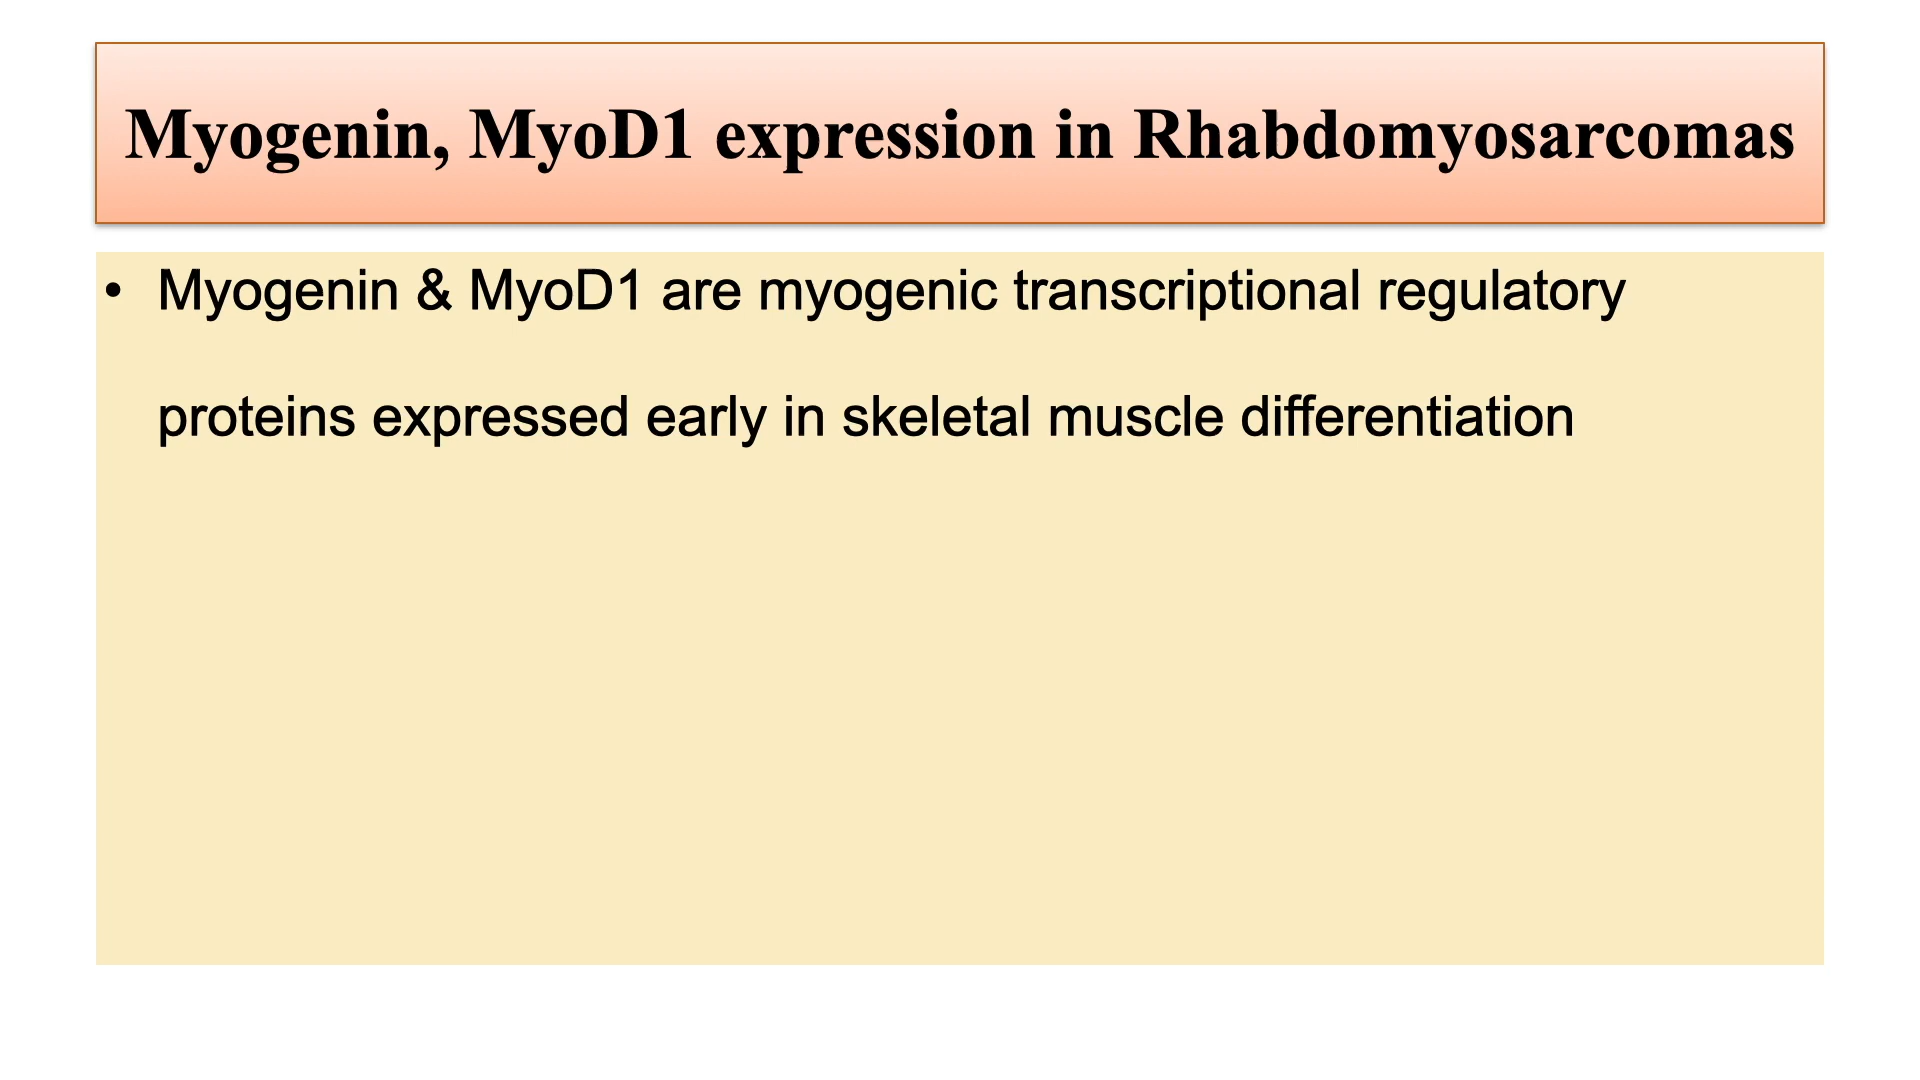 Myogenin, MyoD1 expression in Rhabdomyosarcomas
• Myogenin & MyoD1 are myogenic transcriptional regulatory
proteins expressed early in skeletal muscle differentiation